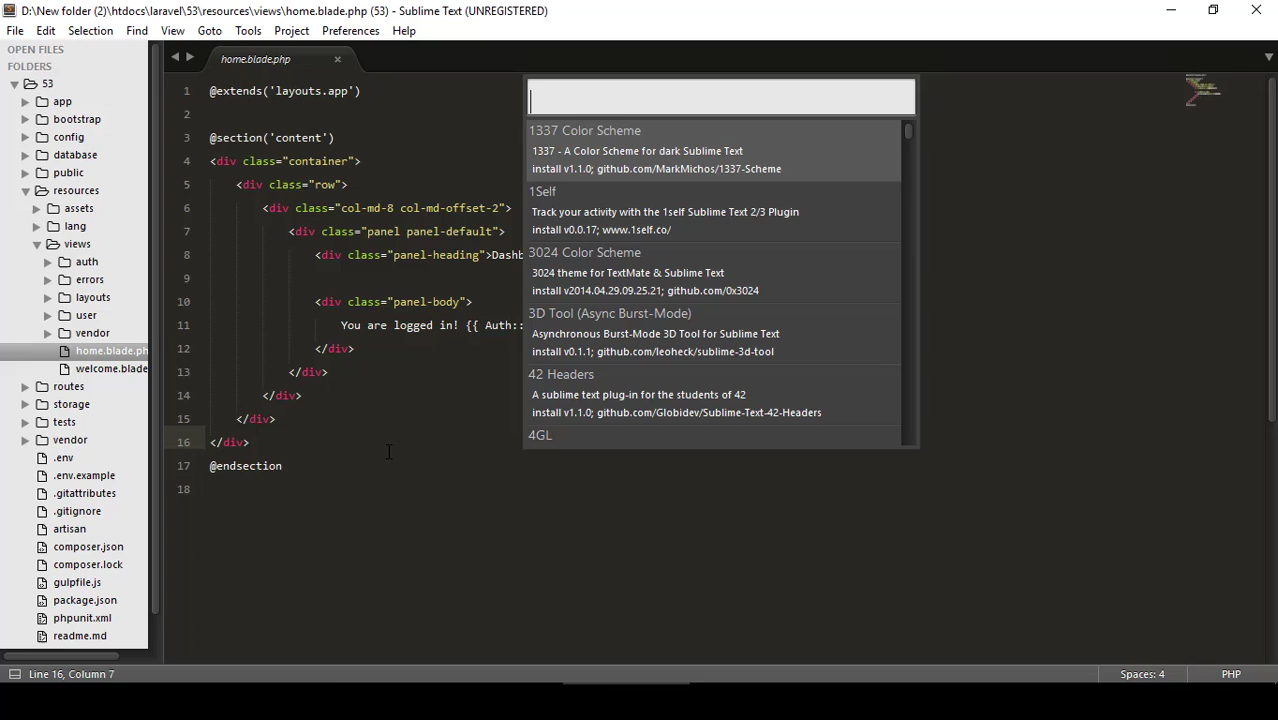 D:\New folder (2)\htdocs\laravel\53\resources\views\home.blade.php (53) - Sublime Text (UNREGISTERED)
File Edit Selection Find View Goto Tools Project Preferences Help
OPEN FILES
FOLDERS
53
app
bootstrap
config
database
public
resources
assets
lang
views
auth
errors
layouts
user
vendor
home.blade.ph
welcome.blade
routes
storage
tests
vendor
.env
.env.example
.gitattributes
.gitignore
artisan
composer.json
composer.lock
gulpfile.js
package.json
phpunit.xml
readme.md
home.blade.php
1 @extends('layouts.app')
2
3 @section('content')
4 <div class="container">
5 <div class="row">
6 <div class="col-md-8 col-md-offset-2">
7 <div class="panel panel-default">
8 <div class="panel-heading">Dashb
9
10 <div class="panel-body">
11 You are logged in! {{ Auth::
12 </div>
13 </div>
14 </div>
15 </div>
16 </div>
17 @endsection
18
1337 Color Scheme
1337 - A Color Scheme for dark Sublime Text
install v1.1.0; github.com/MarkMichos/1337-Scheme
1Self
Track your activity with the 1self Sublime Text 2/3 Plugin
install v0.0.17; www.1self.co/
3024 Color Scheme
3024 theme for TextMate & Sublime Text
install v2014.04.29.09.25.21; github.com/0x3024
3D Tool (Async Burst-Mode)
Asynchronous Burst-Mode 3D Tool for Sublime Text
install v0.1.1; github.com/leoheck/sublime-3d-tool
42 Headers
A sublime text plug-in for the students of 42
install v1.1.0; github.com/Globidev/Sublime-Text-42-Headers
4GL
Line 16, Column 7
Spaces: 4
PHP